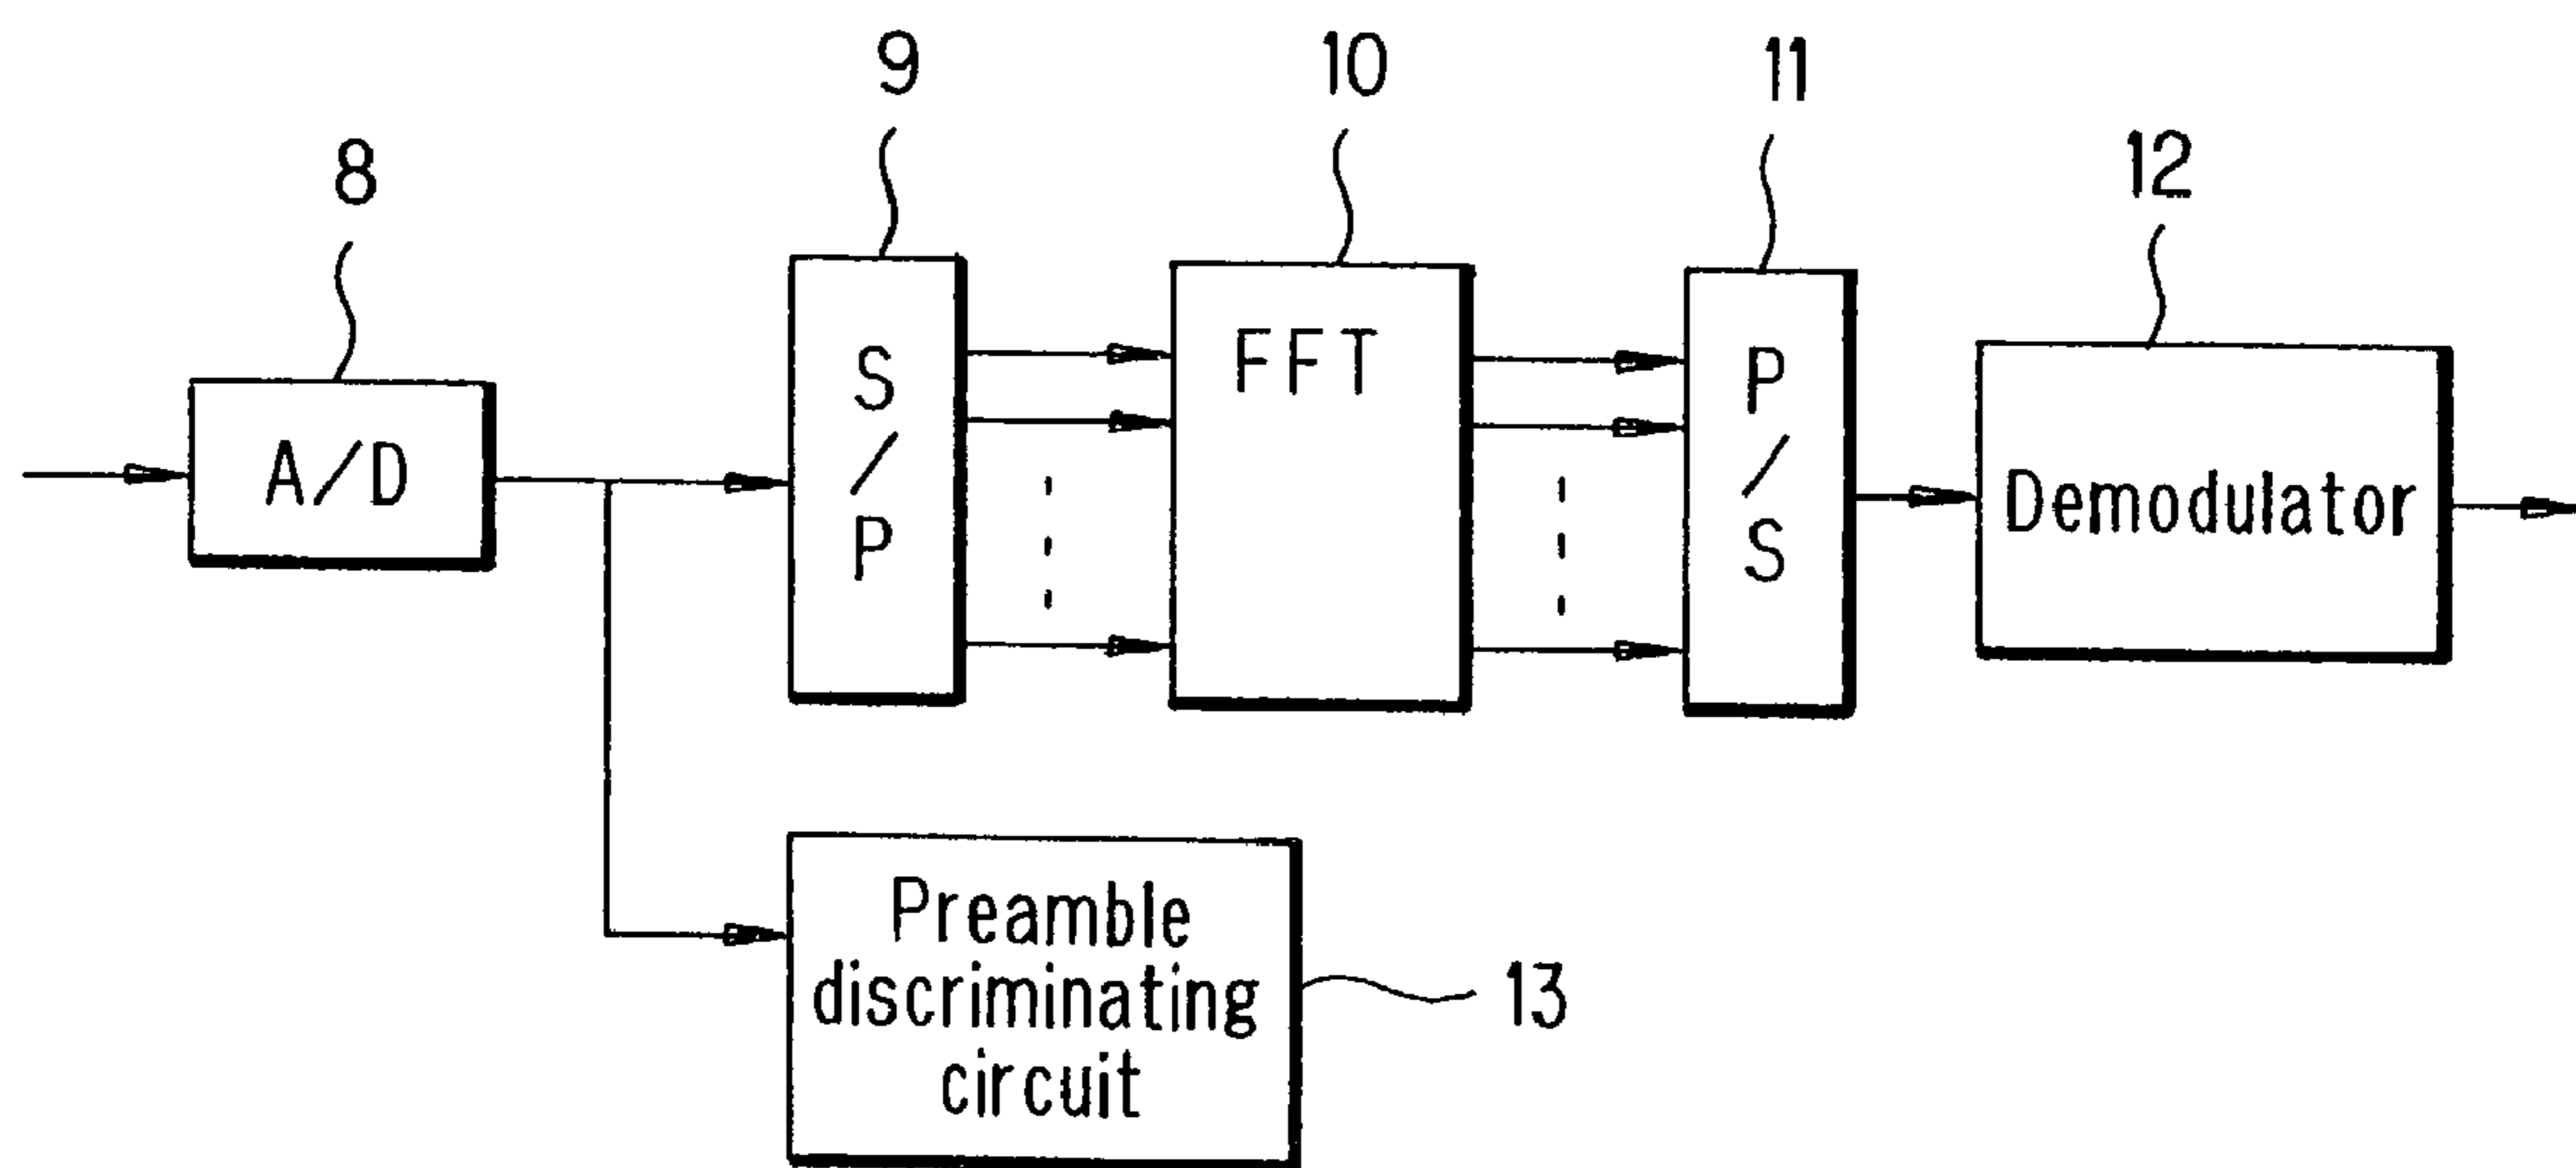 8
9
10
11
12
A/D
S
/
P
FFT
P
/
S
Demodulator
Preamble
discriminating
circuit
13